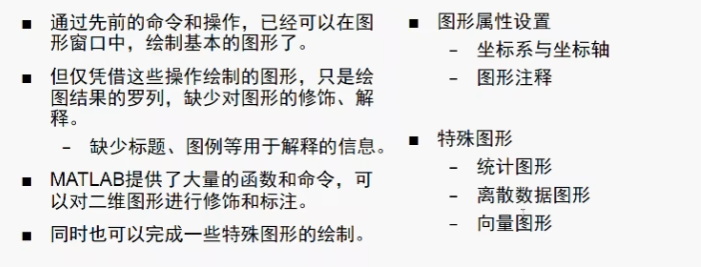 ■ 通过先前的命令和操作，已经可以在图
形窗口中，绘制基本的图形了。
■ 但仅凭借这些操作绘制的图形，只是绘
图结果的罗列，缺少对图形的修饰、解
释。
– 缺少标题、图例等用于解释的信息。
■ MATLAB提供了大量的函数和命令，可
以对二维图形进行修饰和标注。
■ 同时也可以完成一些特殊图形的绘制。
■ 图形属性设置
– 坐标系与坐标轴
– 图形注释
■ 特殊图形
– 统计图形
– 离散数据图形
– 向量图形